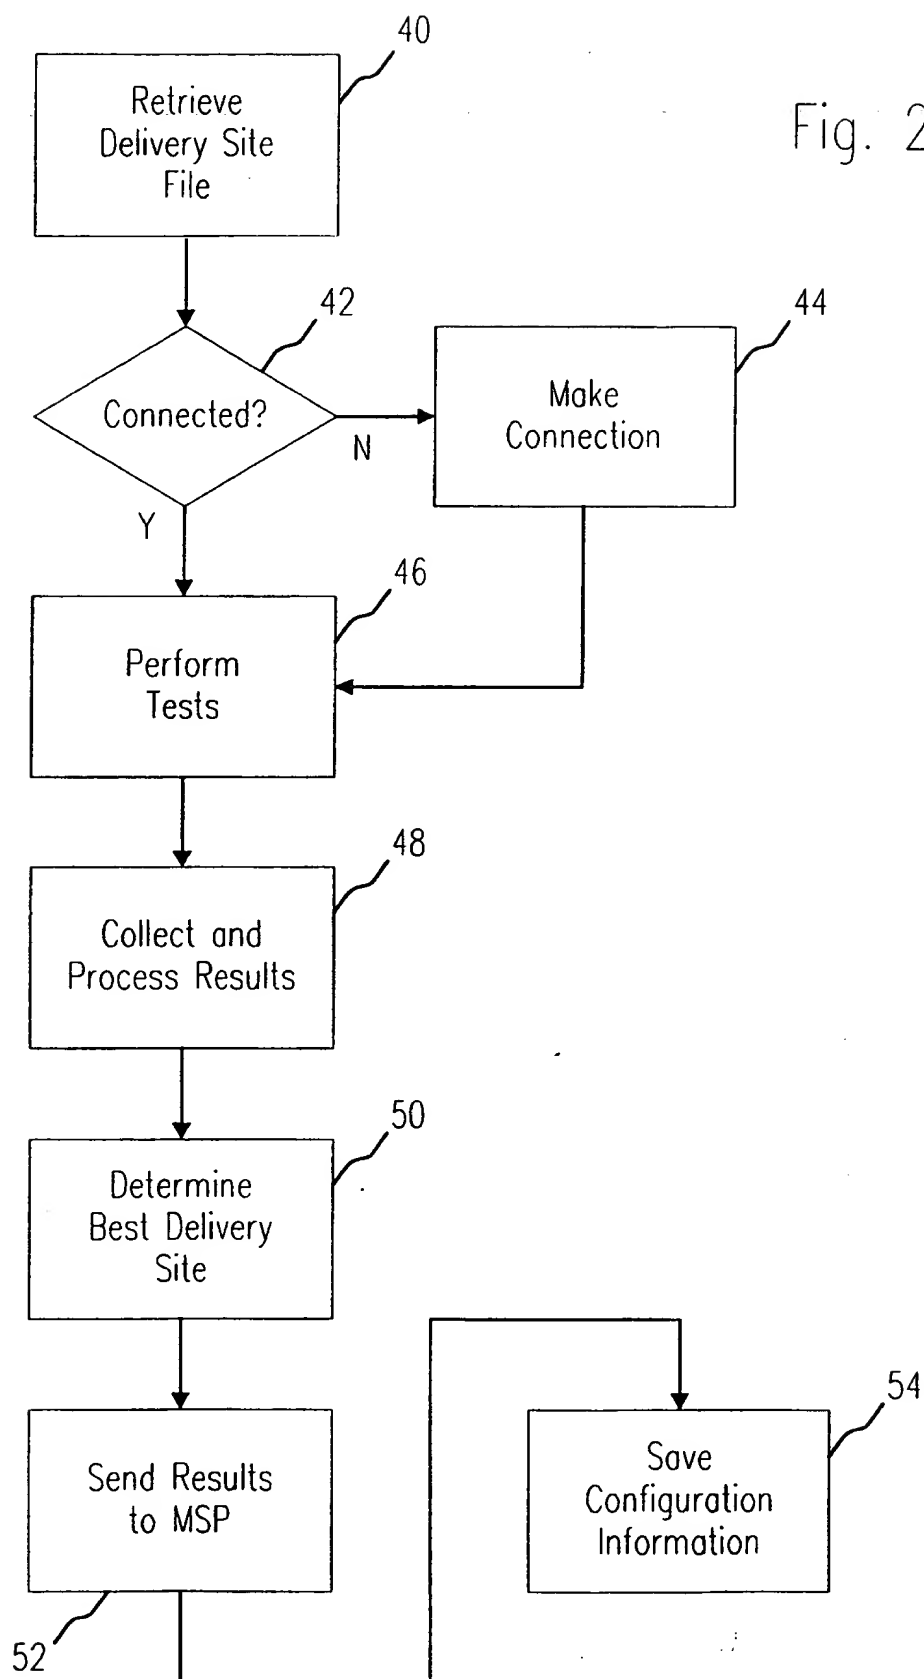 40
Retrieve
Delivery Site
File
Fig. 2
42
Connected?
N
Y
44
Make
Connection
46
Perform
Tests
48
Collect and
Process Results
50
Determine
Best Delivery
Site
Send Results
to MSP
52
54
Save
Configuration
Information